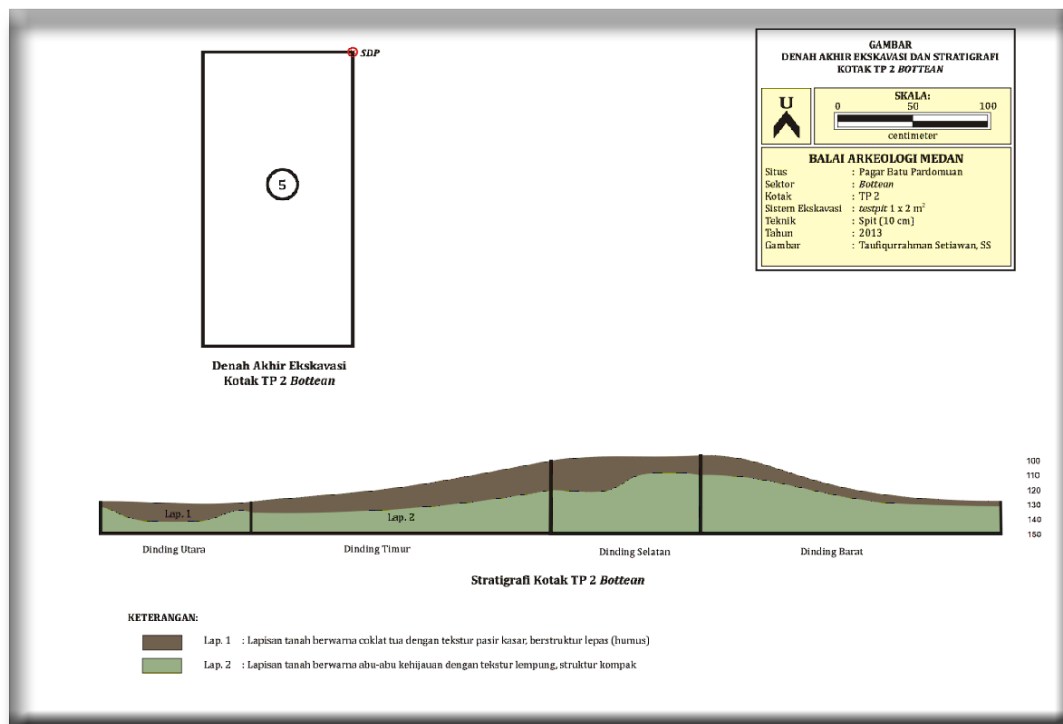 SDP
5
Denah Akhir Ekskavasi
Kotak TP 2 Bottean
GAMBAR
DENAH AKHIR EKSKAVASI DAN STRATIGRAFI
KOTAK TP 2 BOTTEAN
U
SKALA:
0 50 100
centimeter
BALAI ARKEOLOGI MEDAN
Situs : Pagar Batu Pardomuan
Sektor : Bottean
Kotak : TP 2
Sistem Ekskavasi : testpit 1 x 2 m²
Teknik : Spit (10 cm)
Tahun : 2013
Gambar : Taufiqurrahman Setiawan, SS
100
110
120
130
140
150
Lap. 1
Lap. 2
Dinding Utara Dinding Timur Dinding Selatan Dinding Barat
Stratigrafi Kotak TP 2 Bottean
KETERANGAN:
Lap. 1 : Lapisan tanah berwarna coklat tua dengan tekstur pasir kasar, berstruktur lepas (humus)
Lap. 2 : Lapisan tanah berwarna abu-abu kehijauan dengan tekstur lempung, struktur kompak